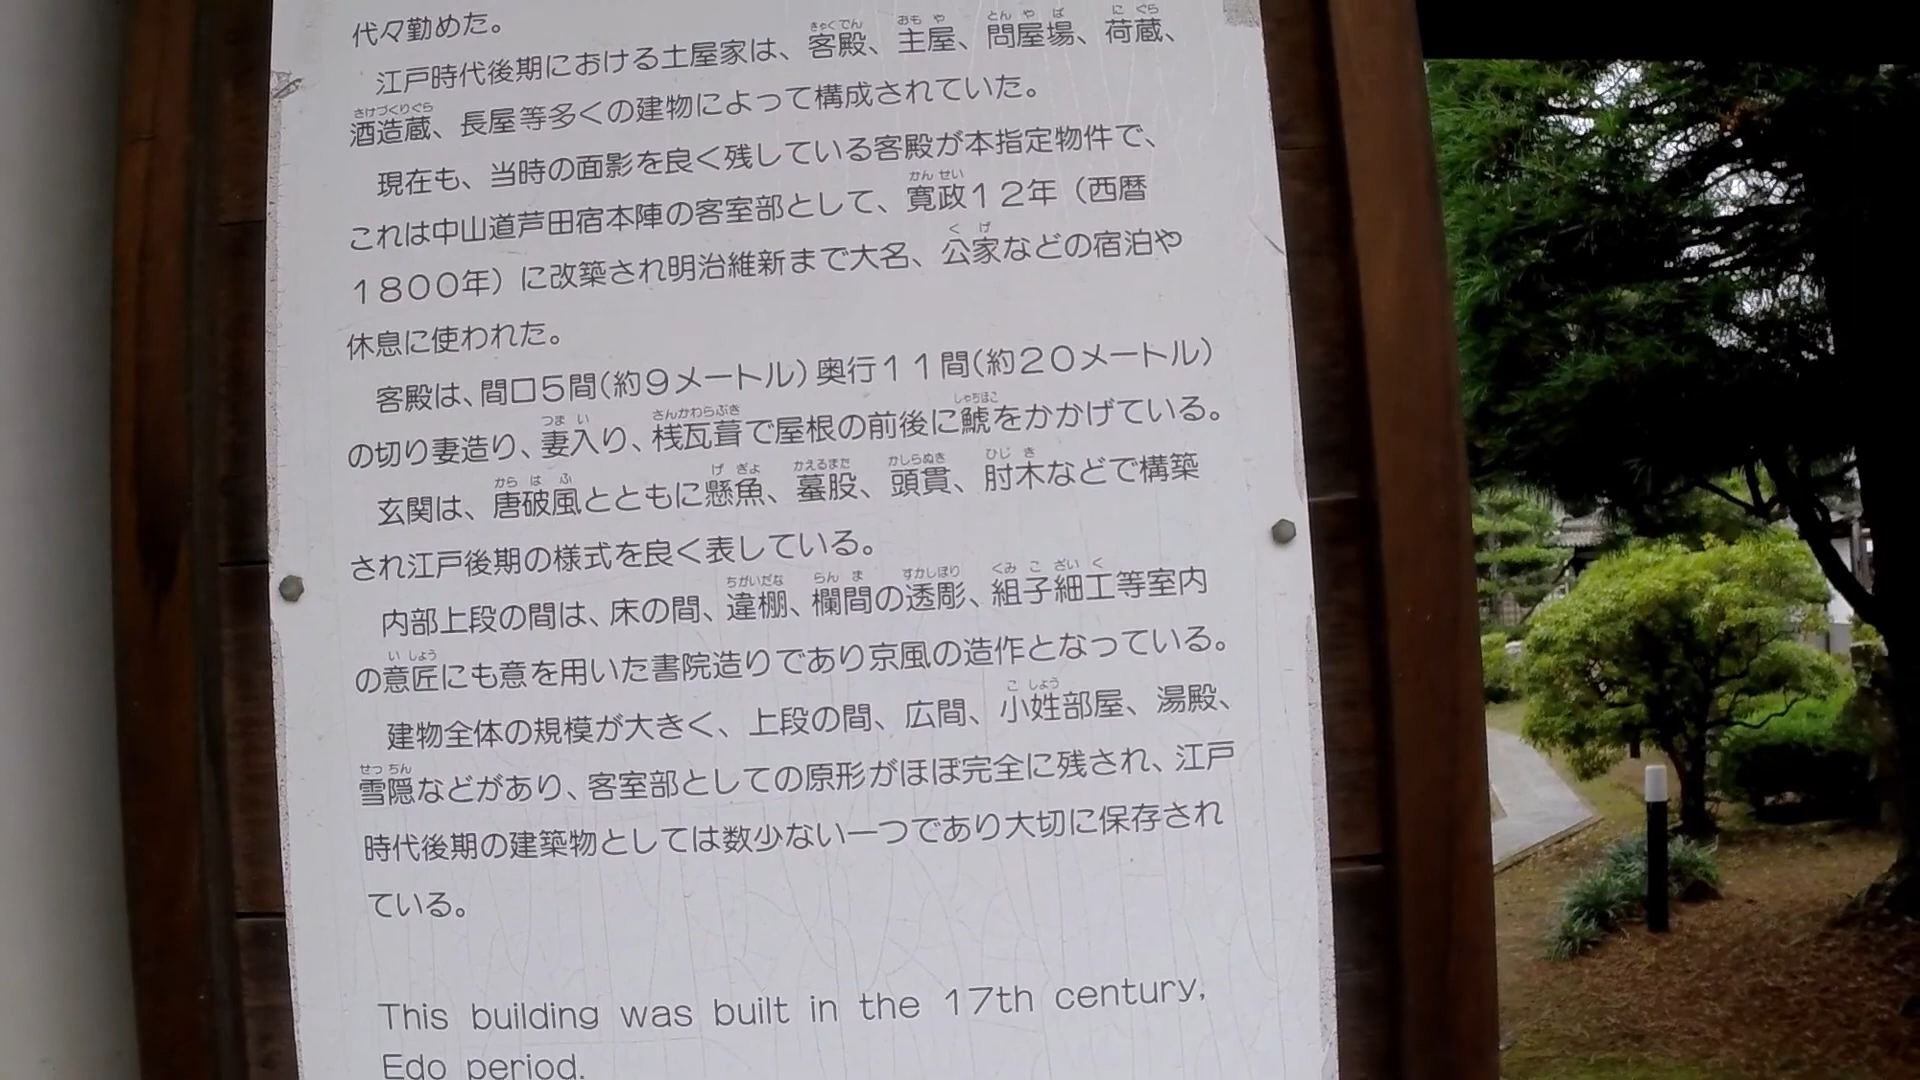 代々勤めた。
江戸時代後期における土屋家は、客殿、主屋、問屋場、荷蔵、
酒造蔵、長屋等多くの建物によって構成されていた。
現在も、当時の面影を良く残している客殿が本指定物件で、
これは中山道芦田宿本陣の客室部として、寛政12年（西暦
1800年）に改築され明治維新まで大名、公家などの宿泊や
休息に使われた。
客殿は、間口5間(約9メートル)奥行11間(約20メートル)
の切り妻造り、妻入り、桟瓦葺で屋根の前後に鯱をかかげている。
玄関は、唐破風とともに懸魚、蟇股、頭貫、肘木などで構築
され江戸後期の様式を良く表している。
内部上段の間は、床の間、違棚、欄間の透彫、組子細工等室内
の意匠にも意を用いた書院造りであり京風の造作となっている。
建物全体の規模が大きく、上段の間、広間、小姓部屋、湯殿、
雪隠などがあり、客室部としての原形がほぼ完全に残され、江戸
時代後期の建築物としては数少ない一つであり大切に保存され
ている。
This building was built in the 17th century,
Edo period.